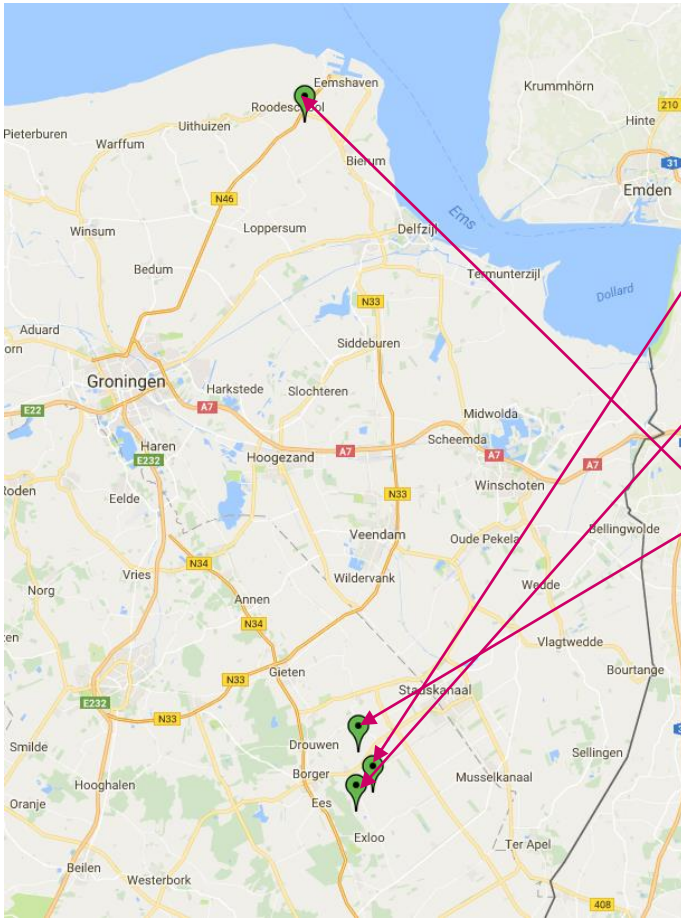 Eemshaven
Krummhörn
Roodeschool
210
Hinte
Uithuizen
Pieterburen
Warffum
Bierum
31
Emden
N46
Ems
Winsum
Loppersum
Delfzijl
Bedum
Termunterzijl
Dollard
N33
Aduard
Siddeburen
orn
Groningen
Harkstede
Slochteren
E22
A7
Midwolda
Scheemda
Haren
A7
A7
E232
Hoogezand
A7
Roden
Eelde
N33
Winschoten
Veendam
Oude Pekela
Bellingwolde
N34
Vries
Wildervank
Wedde
Norg
Annen
N34
Vlagtwedde
Gieten
Bourtange
N33
Stadskanaal
E232
N33
Drouwen
Smilde
Sellingen
Borger
Musselkanaal
Hooghalen
Ees
Oranje
Exloo
Ter Apel
Beilen
Westerbork
408